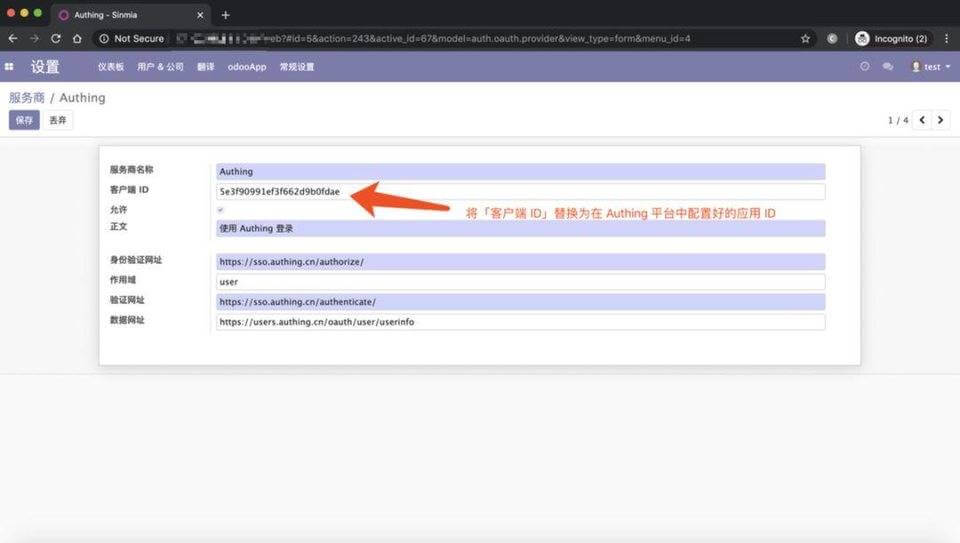 Authing - Sinmia
Not Secure
eb?#id=5&action=243&active_id=67&model=auth.oauth.provider&view_type=form&menu_id=4
Incognito (2)
设置 仪表板 用户 & 公司 翻译 odooApp 常规设置 test
服务商 / Authing
保存 丢弃 1 / 4
服务商名称 Authing
客户端 ID 5e3f90991ef3f662d9b0fdae
允许
将「客户端 ID」替换为在 Authing 平台中配置好的应用 ID
正文 使用 Authing 登录
身份验证网址 https://sso.authing.cn/authorize/
作用域 user
验证网址 https://sso.authing.cn/authenticate/
数据网址 https://users.authing.cn/oauth/user/userinfo